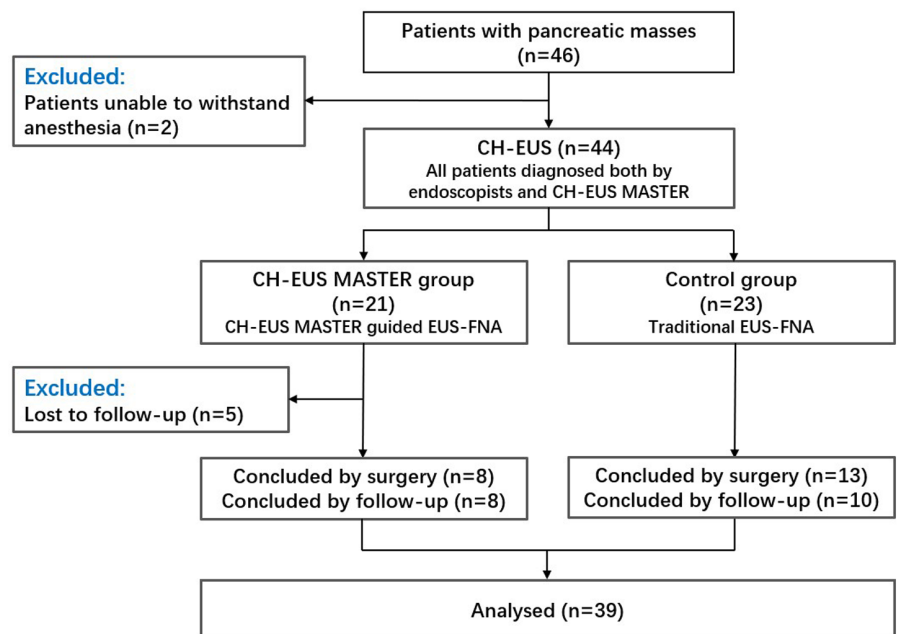 Patients with pancreatic masses
(n=46)
Excluded:
Patients unable to withstand
anesthesia (n=2)
CH-EUS (n=44)
All patients diagnosed both by
endoscopists and CH-EUS MASTER
CH-EUS MASTER group
(n=21)
CH-EUS MASTER guided EUS-FNA
Control group
(n=23)
Traditional EUS-FNA
Excluded:
Lost to follow-up (n=5)
Concluded by surgery (n=8)
Concluded by follow-up (n=8)
Concluded by surgery (n=13)
Concluded by follow-up (n=10)
Analysed (n=39)